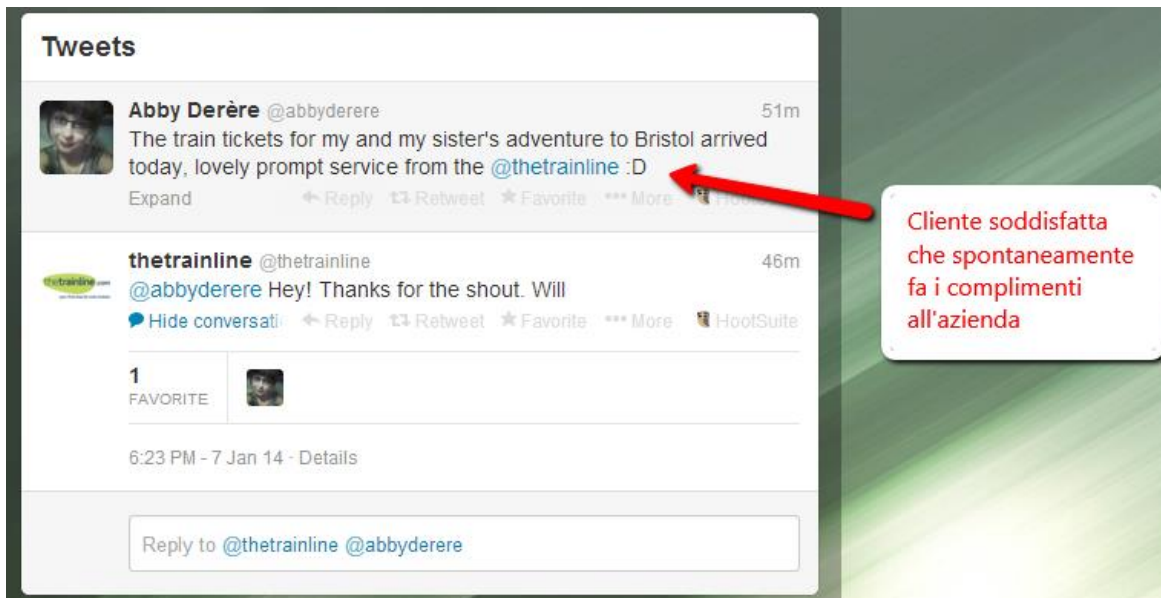 Tweets
Abby Derère @abbyderere 51m
The train tickets for my and my sister's adventure to Bristol arrived
today, lovely prompt service from the @thetrainline :D
Expand Reply Retweet Favorite More HootSuite
thetrainline @thetrainline 46m
thetrainline.com
@abbyderere Hey! Thanks for the shout. Will
Hide conversati Reply Retweet Favorite More HootSuite
1
FAVORITE
6:23 PM - 7 Jan 14 · Details
Reply to @thetrainline @abbyderere
Cliente soddisfatta
che spontaneamente
fa i complimenti
all'azienda